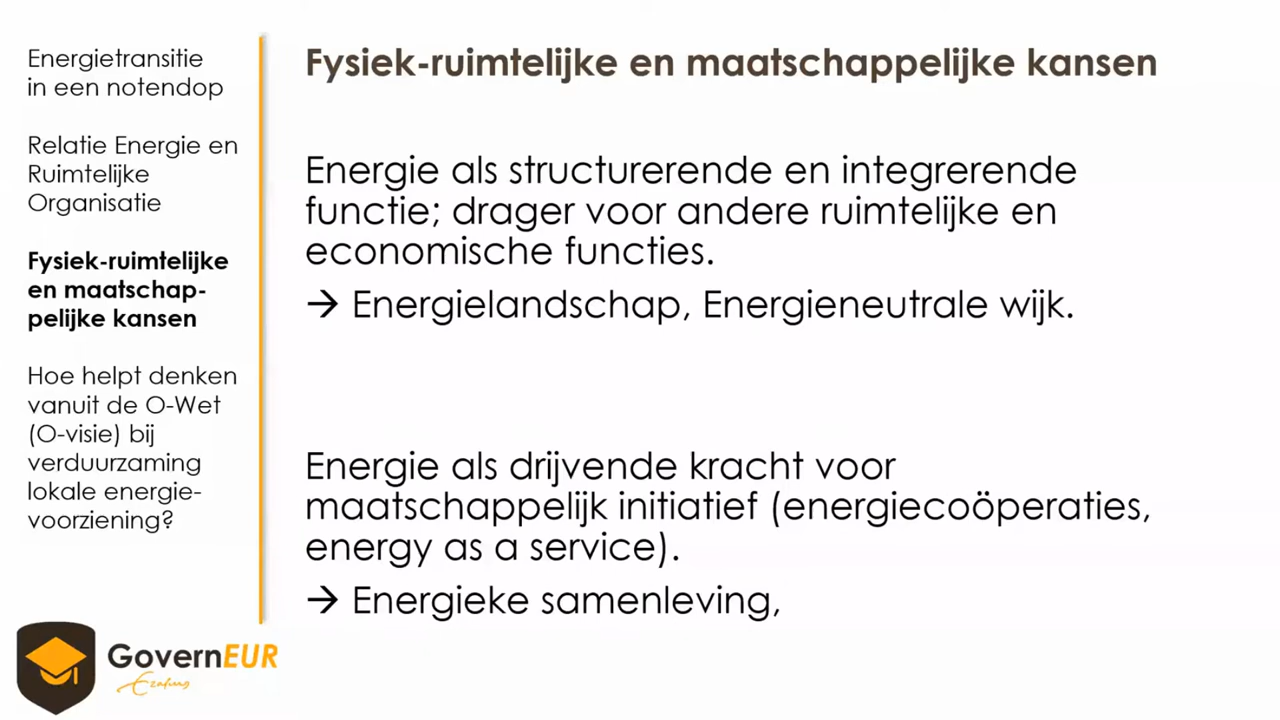 Energietransitie
in een notendop
Relatie Energie en
Ruimtelijke
Organisatie
Fysiek-ruimtelijke
en maatschap-
pelijke kansen
Hoe helpt denken
vanuit de O-Wet
(O-visie) bij
verduurzaming
lokale energie-
voorziening?
Fysiek-ruimtelijke en maatschappelijke kansen
Energie als structurerende en integrerende
functie; drager voor andere ruimtelijke en
economische functies.
→ Energielandschap, Energieneutrale wijk.
Energie als drijvende kracht voor
maatschappelijk initiatief (energiecoöperaties,
energy as a service).
→ Energieke samenleving,
GovernEUR